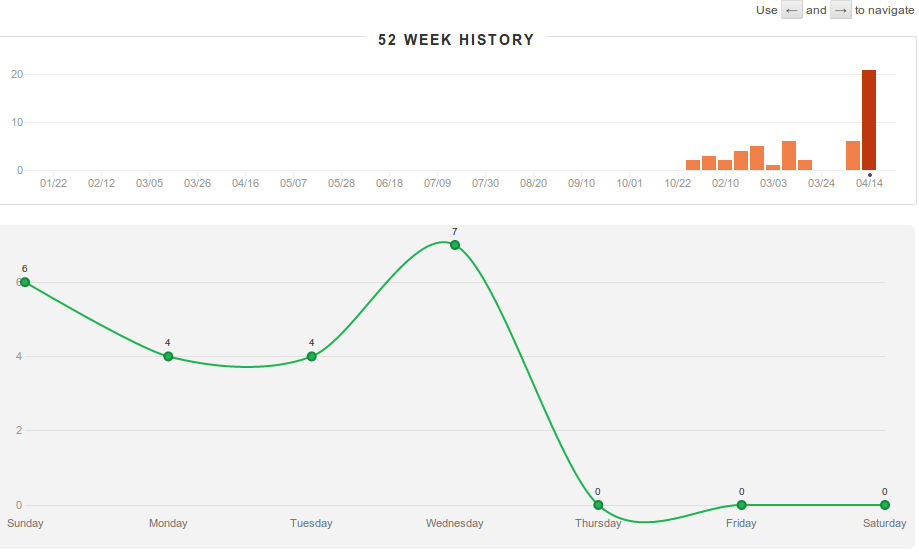 Use ← and → to navigate
52 WEEK HISTORY
20
10
0
01/22 02/12 03/05 03/26 04/16 05/07 05/28 06/18 07/09 07/30 08/20 09/10 10/01 10/22 02/10 03/03 03/24 04/14
7
6
6
4 4
4
2
0 0 0
0
Sunday Monday Tuesday Wednesday Thursday Friday Saturday